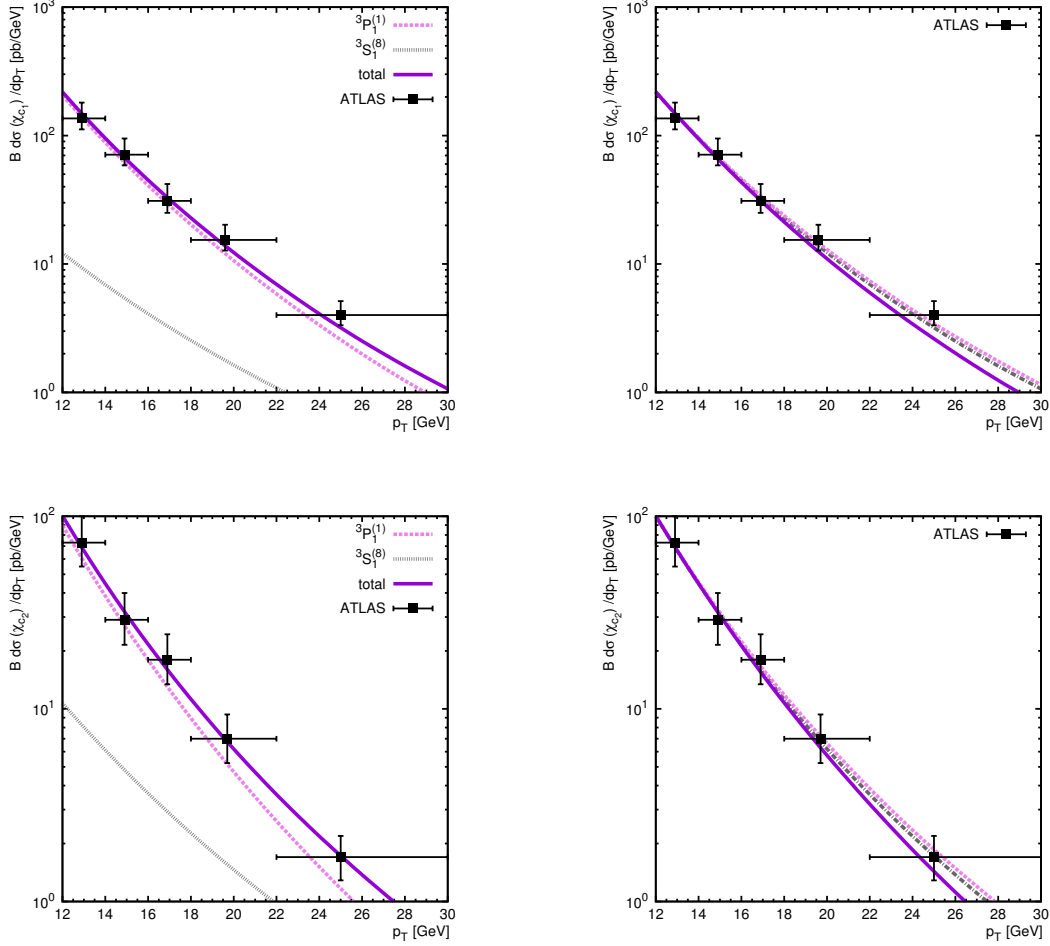 B dσ(χc1)/dpT [pb/GeV]
10³
10²
10¹
10⁰
³P₁⁽¹⁾
³S₁⁽⁸⁾
total
ATLAS
12 14 16 18 20 22 24 26 28 30
pT [GeV]
B dσ(χc1)/dpT [pb/GeV]
10³
10²
10¹
10⁰
ATLAS
12 14 16 18 20 22 24 26 28 30
pT [GeV]
B dσ(χc2)/dpT [pb/GeV]
10²
10¹
10⁰
³P₁⁽¹⁾
³S₁⁽⁸⁾
total
ATLAS
12 14 16 18 20 22 24 26 28 30
pT [GeV]
B dσ(χc2)/dpT [pb/GeV]
10²
10¹
10⁰
ATLAS
12 14 16 18 20 22 24 26 28 30
pT [GeV]